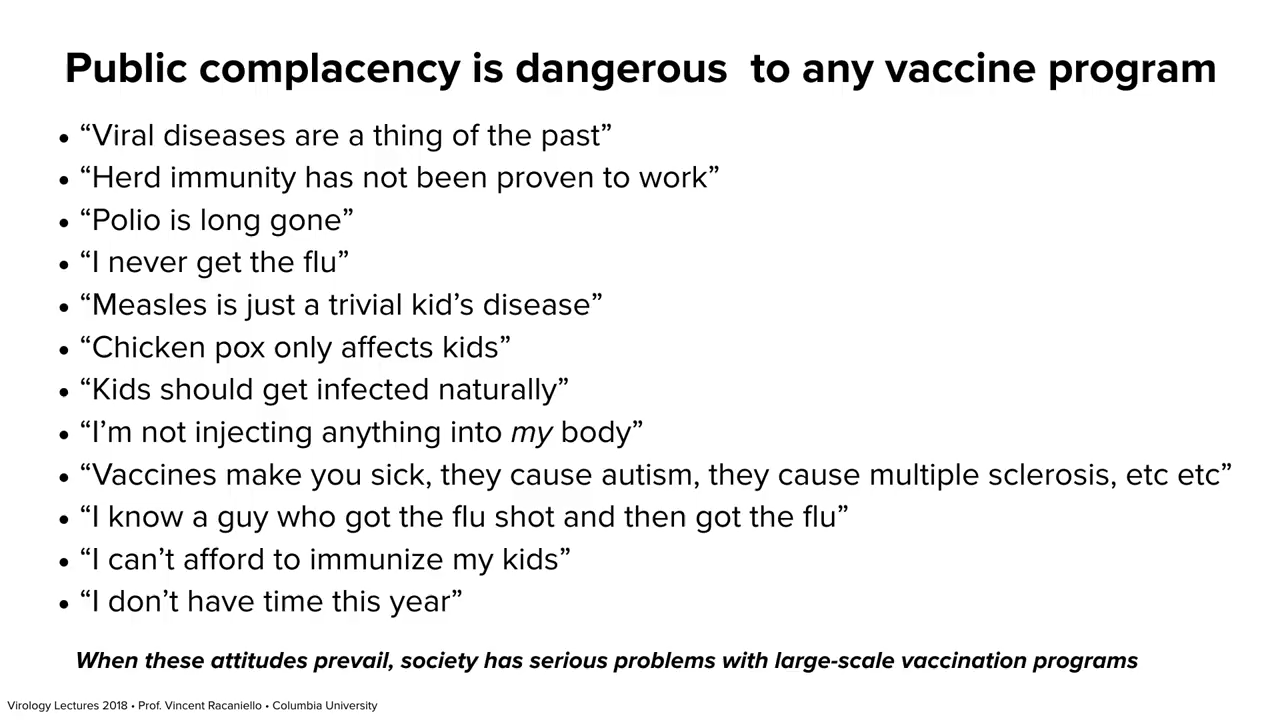 Public complacency is dangerous  to any vaccine program
• “Viral diseases are a thing of the past”
• “Herd immunity has not been proven to work”
• “Polio is long gone”
• “I never get the flu”
• “Measles is just a trivial kid’s disease”
• “Chicken pox only affects kids”
• “Kids should get infected naturally”
• “I’m not injecting anything into my body”
• “Vaccines make you sick, they cause autism, they cause multiple sclerosis, etc etc”
• “I know a guy who got the flu shot and then got the flu”
• “I can’t afford to immunize my kids”
• “I don’t have time this year”
When these attitudes prevail, society has serious problems with large-scale vaccination programs
Virology Lectures 2018 • Prof. Vincent Racaniello • Columbia University